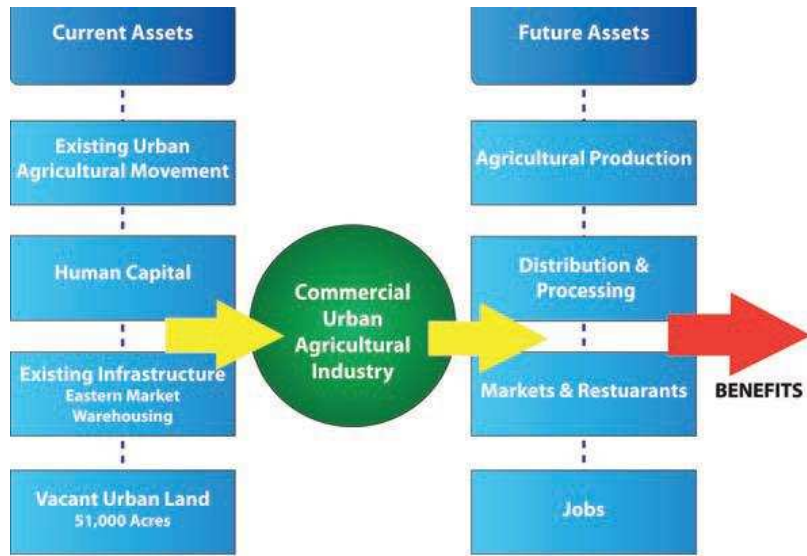 Current Assets
Existing Urban
Agricultural Movement
Human Capital
Existing Infrastructure
Eastern Market
Warehousing
Vacant Urban Land
51,000 Acres
Commercial
Urban
Agricultural
Industry
Future Assets
Agricultural Production
Distribution &
Processing
Markets & Restuarants
Jobs
BENEFITS